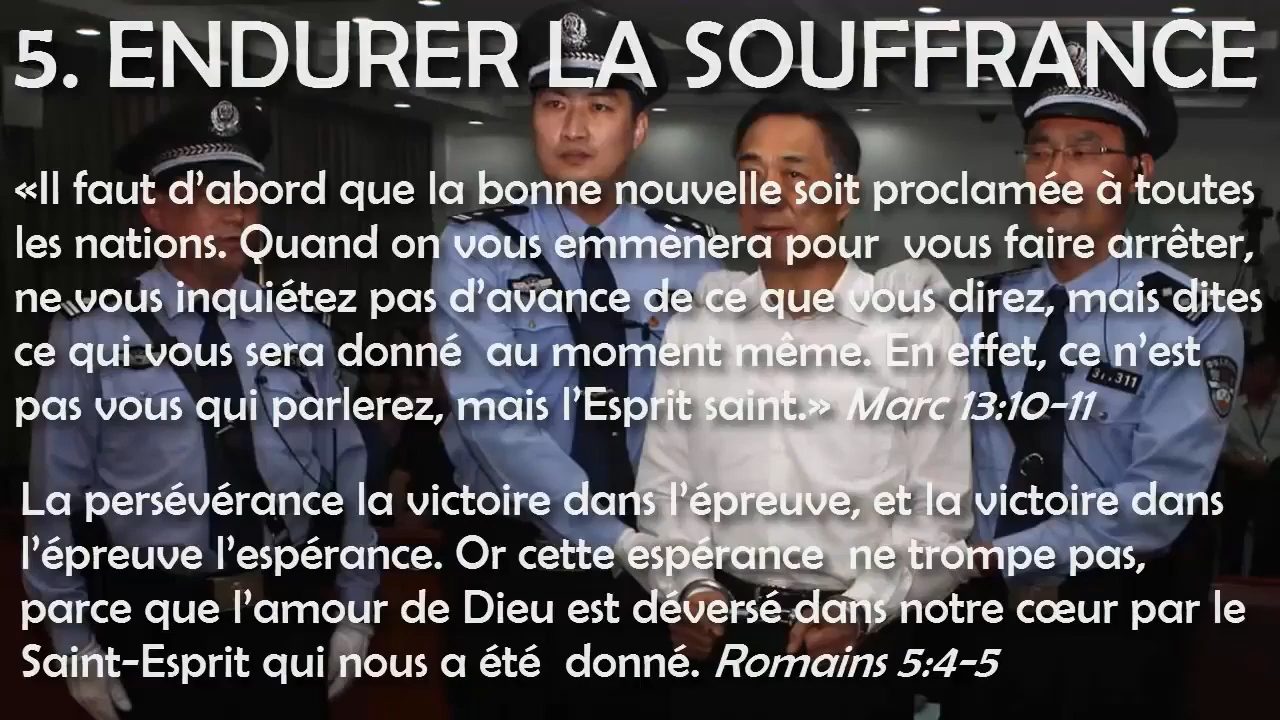 5. ENDURER LA SOUFFRANCE
«Il faut d'abord que la bonne nouvelle soit proclamée à toutes
les nations. Quand on vous emmènera pour vous faire arrêter,
ne vous inquiétez pas d'avance de ce que vous direz, mais dites
ce qui vous sera donné au moment même. En effet, ce n'est
pas vous qui parlerez, mais l'Esprit saint.» Marc 13:10-11
La persévérance la victoire dans l'épreuve, et la victoire dans
l'épreuve l'espérance. Or cette espérance ne trompe pas,
parce que l'amour de Dieu est déversé dans notre cœur par le
Saint-Esprit qui nous a été donné. Romains 5:4-5